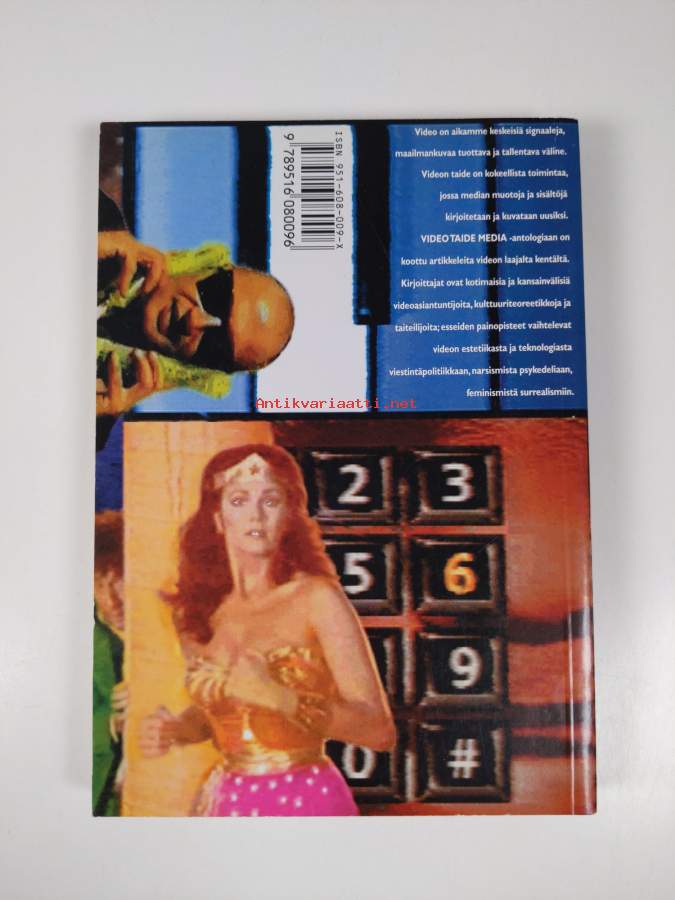 Video on aikamme keskeisiä signaaleja,
maailmankuvaa tuottava ja tallentava väline.
Videon taide on kokeellista toimintaa,
jossa median muotoja ja sisältöjä
kirjoitetaan ja kuvataan uusiksi.
VIDEOTAIDE MEDIA -antologiaan on
koottu artikkeleita videon laajalta kentältä.
Kirjoittajat ovat kotimaisia ja kansainvälisiä
videoasiantuntijoita, kulttuuriteoreetikkoja ja
taiteilijoita; esseiden painopisteet vaihtelevat
videon estetiikasta ja teknologiasta
viestintäpolitiikkaan, narsismista psykedeliaan,
feminismistä surrealismiin.
ISBN 951-608-009-X
9 789516 080096
Antikvariaatti.net
2 3
5 6
9
0 #